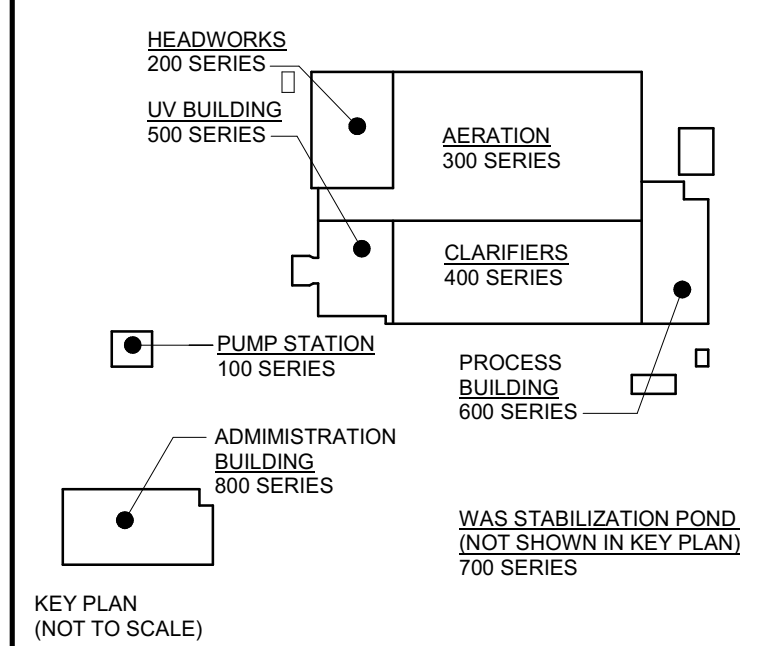 HEADWORKS
200 SERIES
UV BUILDING
500 SERIES
AERATION
300 SERIES
CLARIFIERS
400 SERIES
PUMP STATION
100 SERIES
PROCESS
BUILDING
600 SERIES
ADMIMISTRATION
BUILDING
800 SERIES
WAS STABILIZATION POND
(NOT SHOWN IN KEY PLAN)
700 SERIES
KEY PLAN
(NOT TO SCALE)